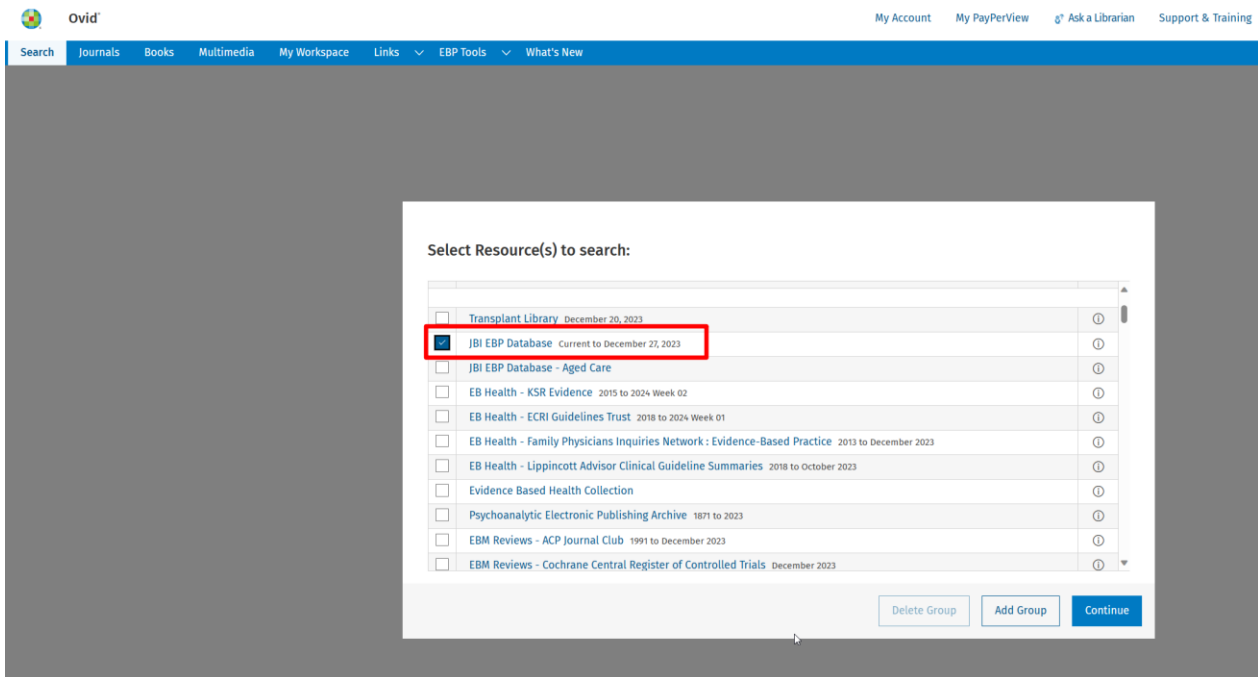 Ovid®
My Account My PayPerView Ask a Librarian Support & Training
Search Journals Books Multimedia My Workspace Links EBP Tools What's New
Select Resource(s) to search:
Transplant Library December 20, 2023
JBI EBP Database Current to December 27, 2023
JBI EBP Database - Aged Care
EB Health - KSR Evidence 2015 to 2024 Week 02
EB Health - ECRI Guidelines Trust 2018 to 2024 Week 01
EB Health - Family Physicians Inquiries Network : Evidence-Based Practice 2013 to December 2023
EB Health - Lippincott Advisor Clinical Guideline Summaries 2018 to October 2023
Evidence Based Health Collection
Psychoanalytic Electronic Publishing Archive 1871 to 2023
EBM Reviews - ACP Journal Club 1991 to December 2023
EBM Reviews - Cochrane Central Register of Controlled Trials December 2023
Delete Group Add Group Continue